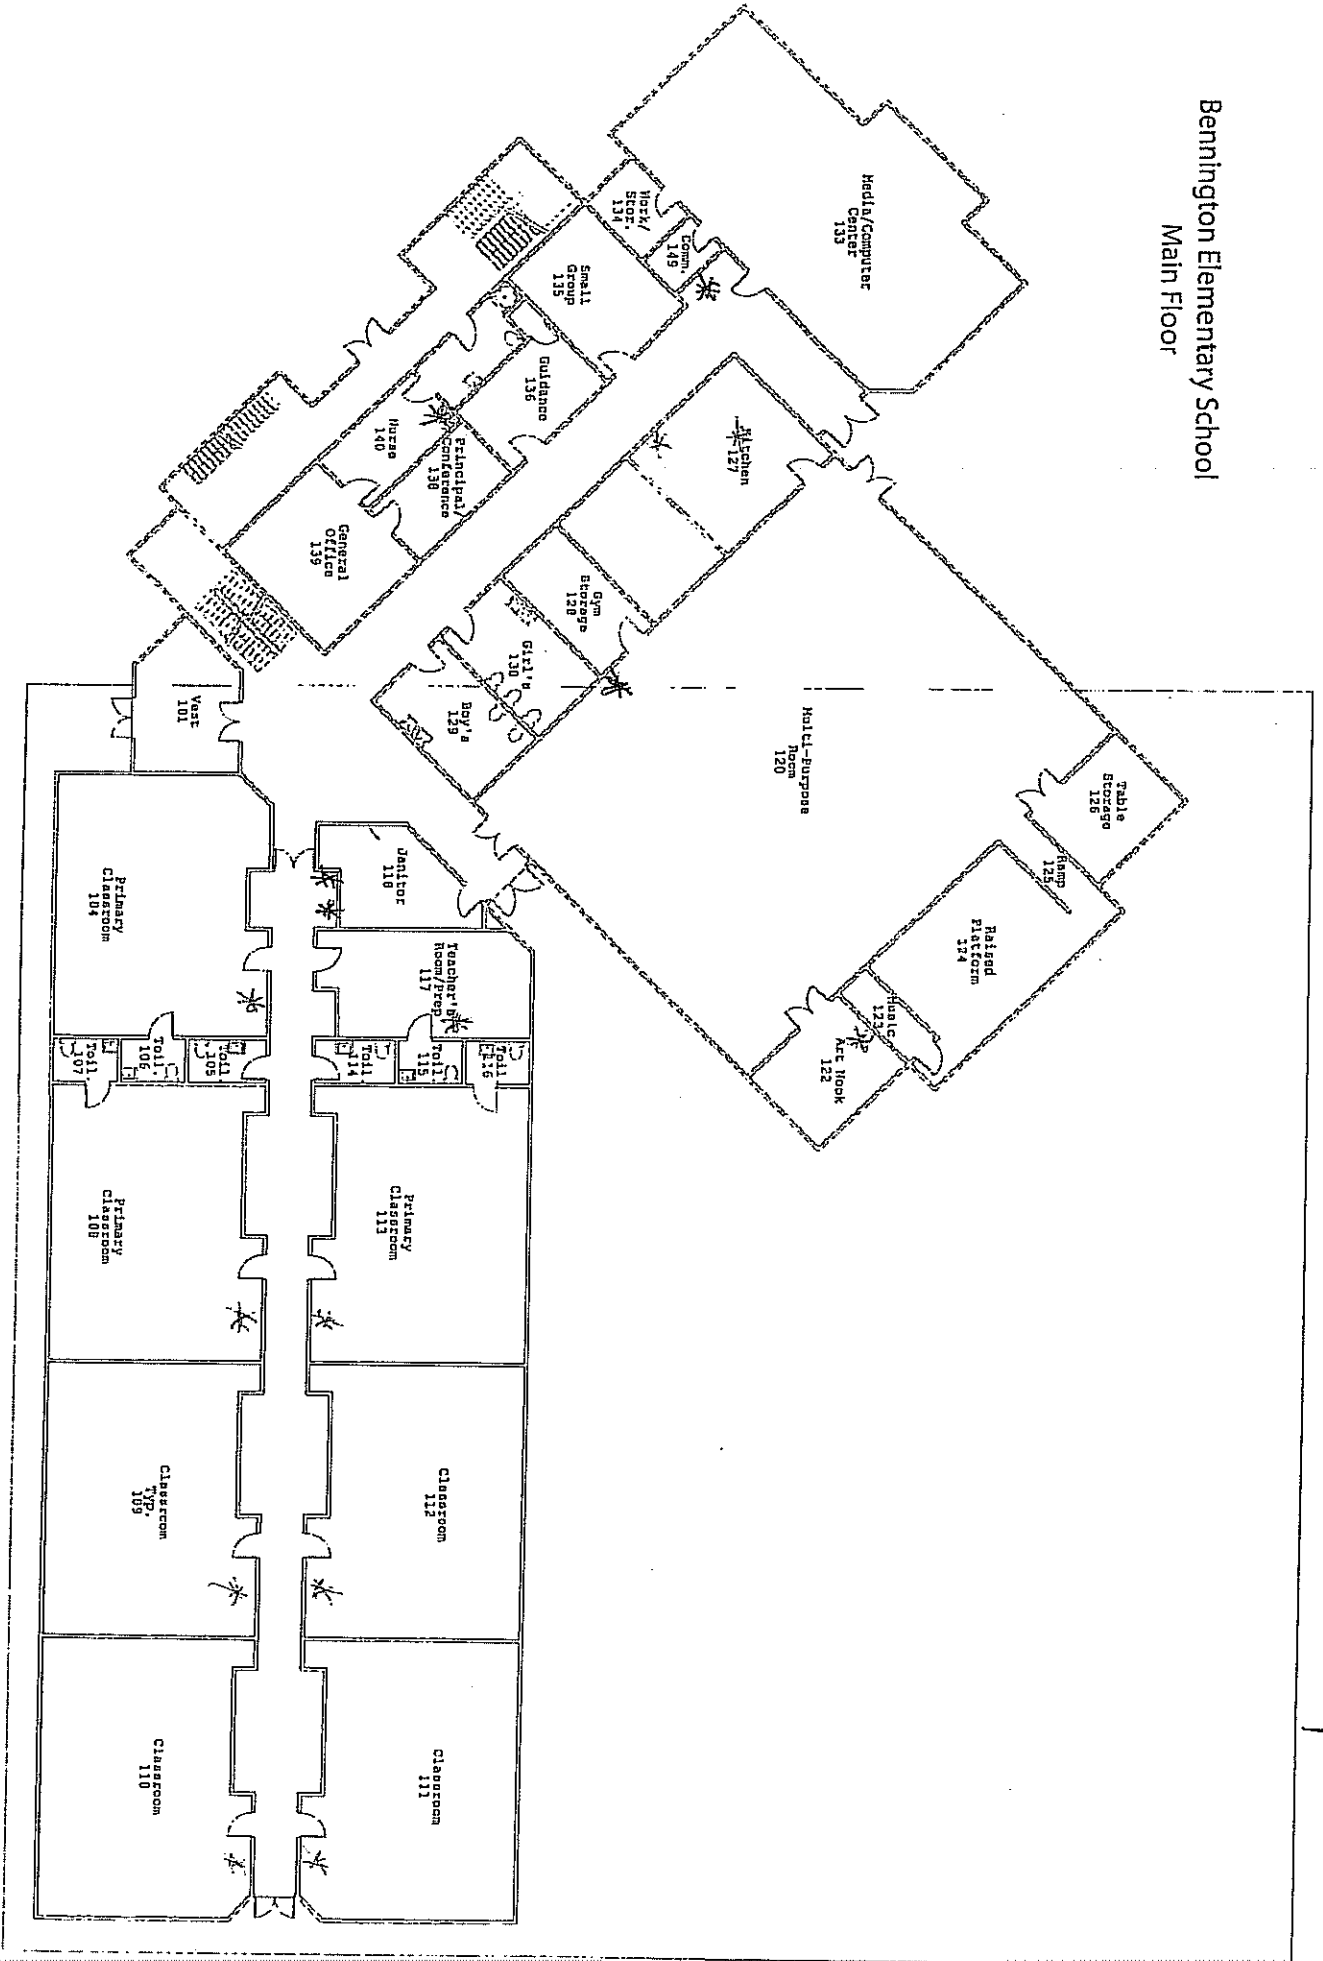 Bennington Elementary School
Main Floor
Media/Computer
Center
133
Work/
Stor.
134
Comm.
149
Small
Group
135
Guidance
136
Kitchen
127
Nurse
140
Principal/
Conference
138
General
Office
139
Gym
Storage
128
Girl's
130
Boy's
129
Multi-Purpose
Room
120
Table
Storage
126
Ramp
125
Raised
Platform
124
Music
123
Art Nook
122
Vest
101
Janitor
118
Teacher's
Room/Prep
117
Primary
Classroom
104
Toil.
107
Toil.
106
Toil
105
Toil
114
Toil
115
Toil
116
Primary
Classroom
108
Primary
Classroom
113
Classroom
TYP.
109
Classroom
112
Classroom
110
Classroom
111